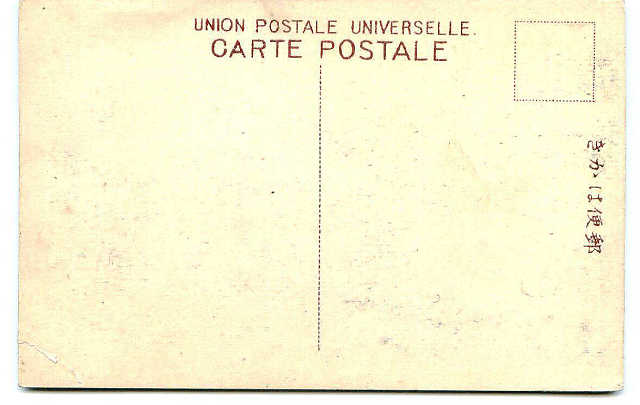 UNION POSTALE UNIVERSELLE.
CARTE POSTALE
郵便はかき